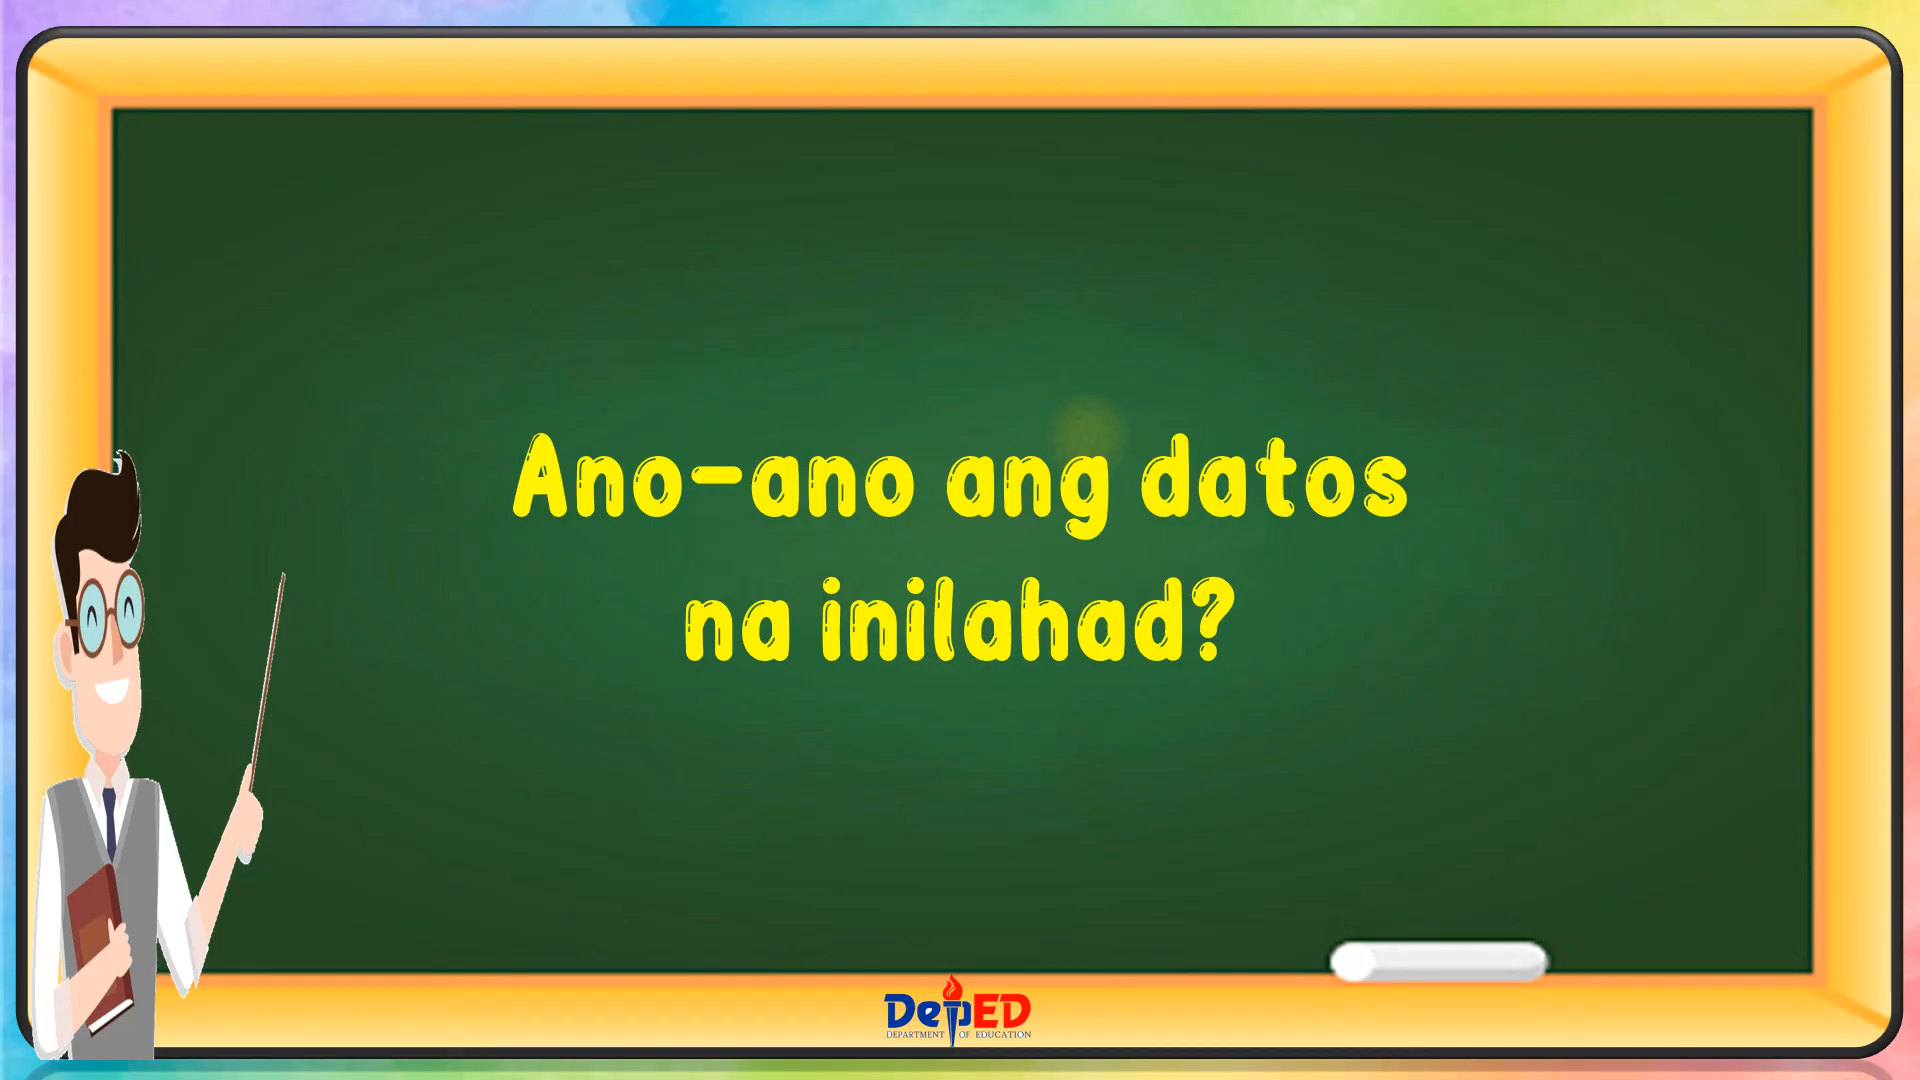 Ano-ano ang datos
na inilahad?
DepED
DEPARTMENT OF EDUCATION